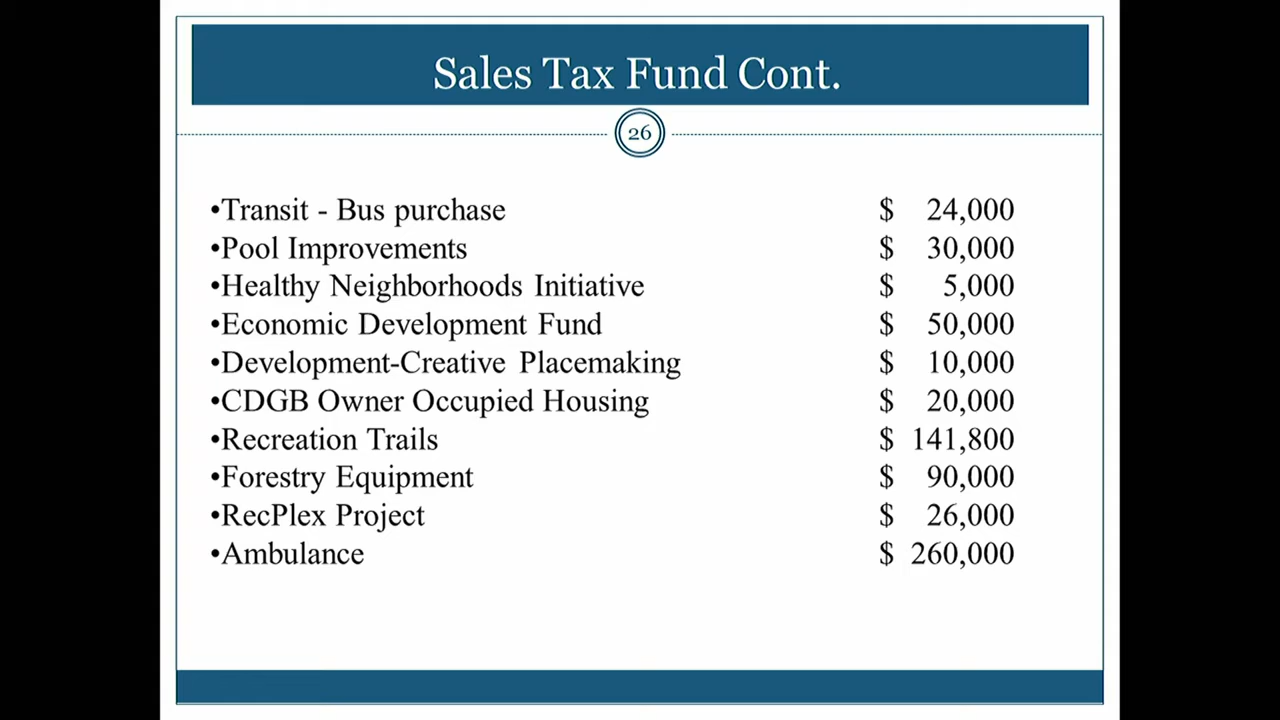 Sales Tax Fund Cont.
26
•Transit - Bus purchase $ 24,000
•Pool Improvements $ 30,000
•Healthy Neighborhoods Initiative $ 5,000
•Economic Development Fund $ 50,000
•Development-Creative Placemaking $ 10,000
•CDGB Owner Occupied Housing $ 20,000
•Recreation Trails $ 141,800
•Forestry Equipment $ 90,000
•RecPlex Project $ 26,000
•Ambulance $ 260,000